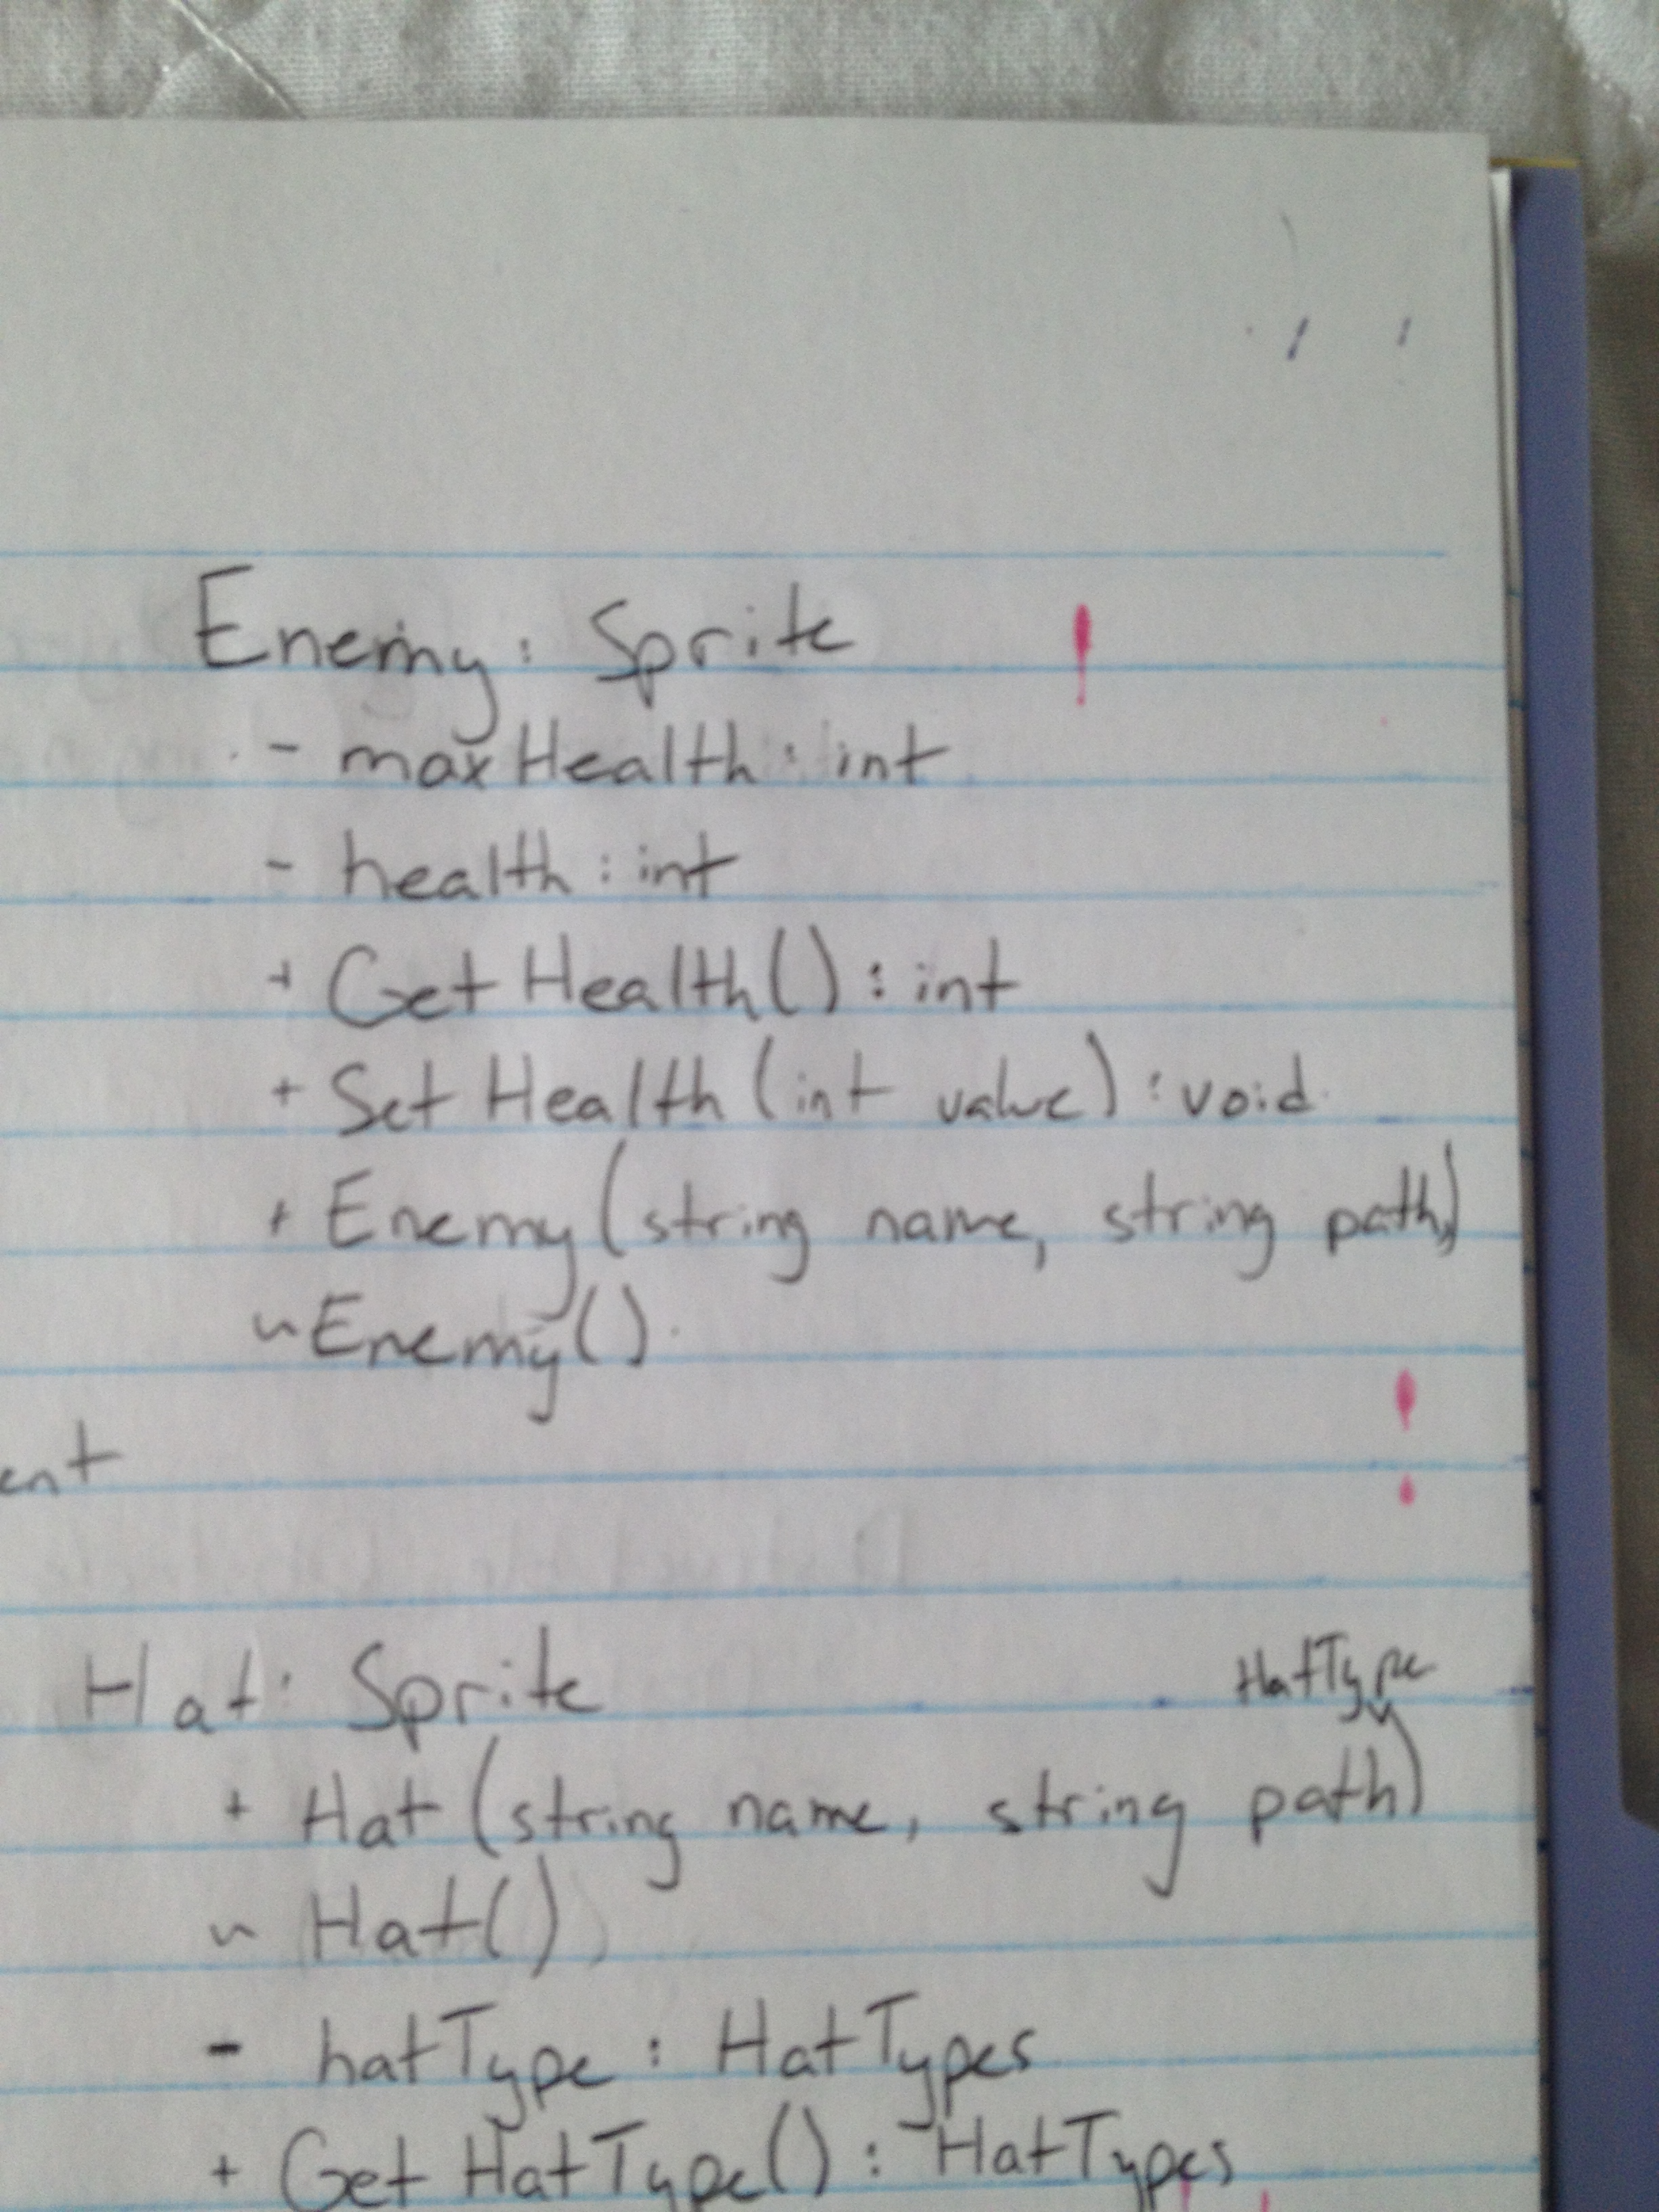 Enemy: Sprite
- maxHealth: int
- health: int
+ GetHealth(): int
+ SetHealth(int value): void
+ Enemy(string name, string path)
~Enemy()
ent
Hat: Sprite
HatType
+ Hat(string name, string path)
~ Hat()
- hatType: HatTypes
+ GetHatType(): HatTypes